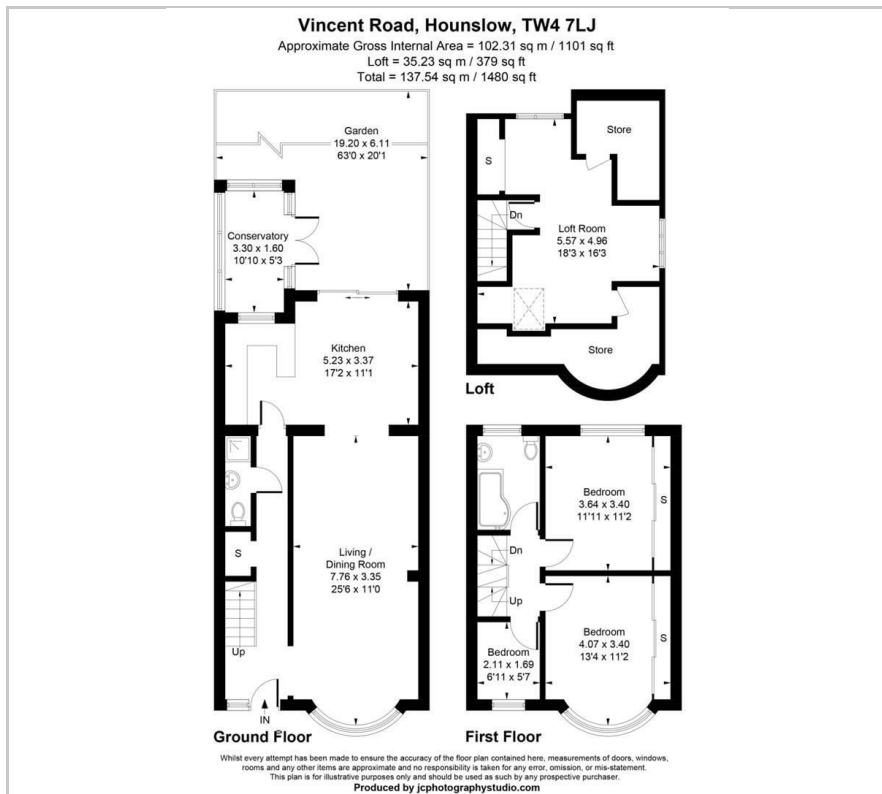 Vincent Road, Hounslow, TW4 7LJ
Approximate Gross Internal Area = 102.31 sq m / 1101 sq ft
Loft = 35.23 sq m / 379 sq ft
Total = 137.54 sq m / 1480 sq ft
Garden
19.20 x 6.11
63'0 x 20'1
Conservatory
3.30 x 1.60
10'10 x 5'3
Kitchen
5.23 x 3.37
17'2 x 11'1
S
Living /
Dining Room
7.76 x 3.35
25'6 x 11'0
Up
IN
Ground Floor
Store
S
Dn
Loft Room
5.57 x 4.96
18'3 x 16'3
Store
Loft
Bedroom
3.64 x 3.40
11'11 x 11'2
S
Dn
Up
Bedroom
4.07 x 3.40
13'4 x 11'2
S
Bedroom
2.11 x 1.69
6'11 x 5'7
First Floor
Whilst every attempt has been made to ensure the accuracy of the floor plan contained here, measurements of doors, windows,
rooms and any other items are approximate and no responsibility is taken for any error, omission, or mis-statement.
This plan is for illustrative purposes only and should be used as such by any prospective purchaser.
Produced by jcphotographystudio.com